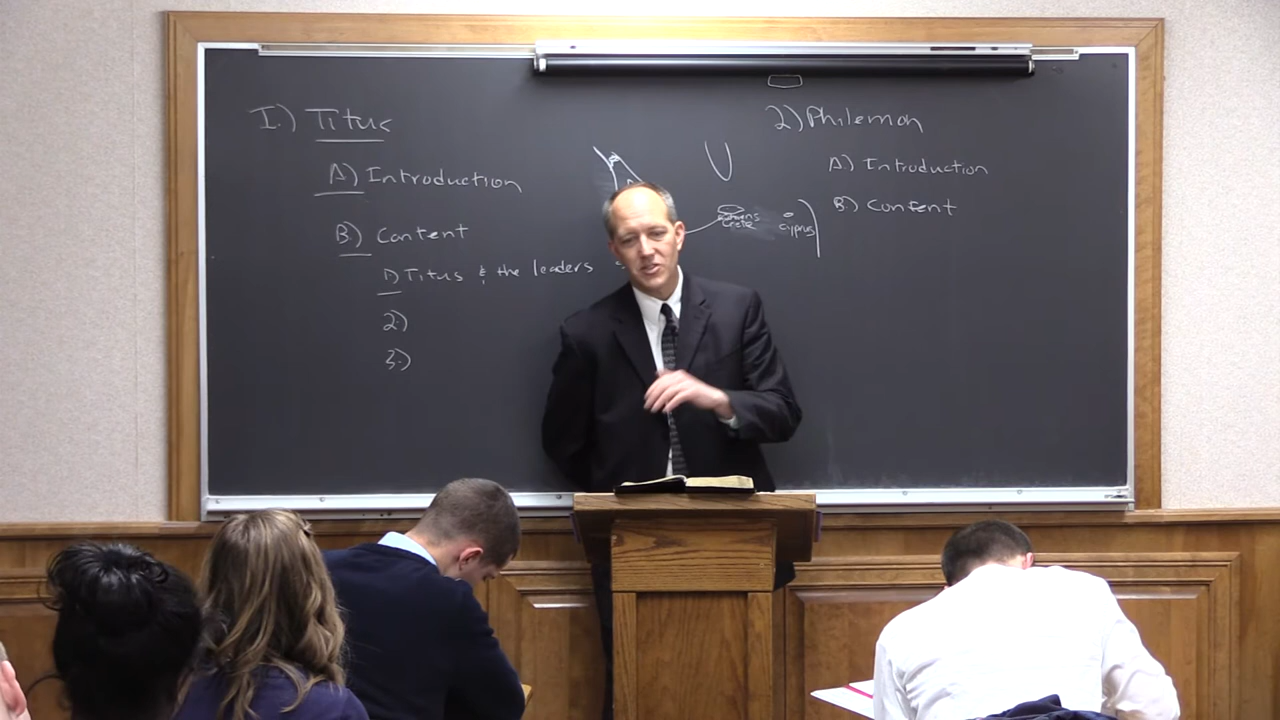 I.) Titus
A) Introduction
B.) Content
1) Titus & the leaders
2.)
3.)
Crete
Cyprus
2) Philemon
A.) Introduction
B.) Content